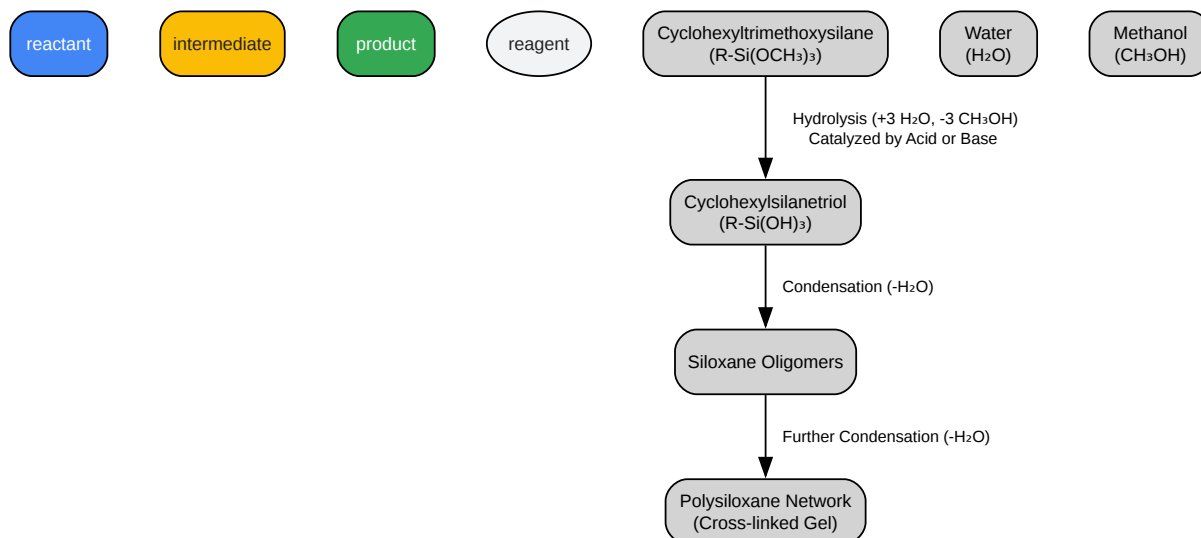 reactant
intermediate
product
reagent
Cyclohexyltrimethoxysilane
(R-Si(OCH₃)₃)
Water
(H₂O)
Methanol
(CH₃OH)
Hydrolysis (+3 H₂O, -3 CH₃OH)
Catalyzed by Acid or Base
Cyclohexylsilanetriol
(R-Si(OH)₃)
Condensation (-H₂O)
Siloxane Oligomers
Further Condensation (-H₂O)
Polysiloxane Network
(Cross-linked Gel)